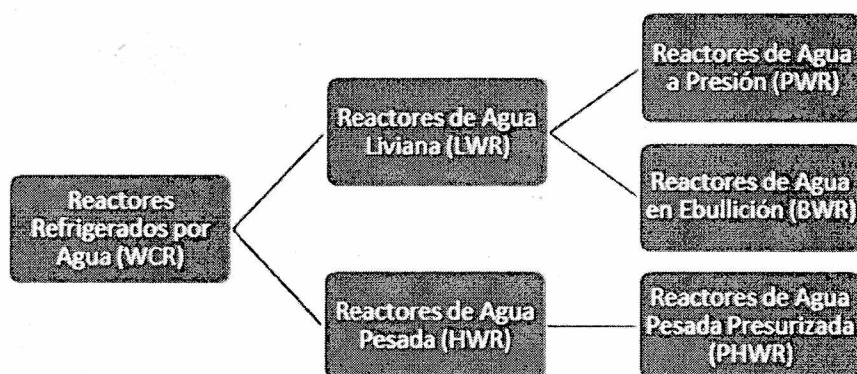 Reactores
Refrigerados por
Agua (WCR)
Reactores de Agua
Liviana (LWR)
Reactores de Agua
Pesada (HWR)
Reactores de Agua
a Presión (PWR)
Reactores de Agua
en Ebullición (BWR)
Reactores de Agua
Pesada Presurizada
(PHWR)